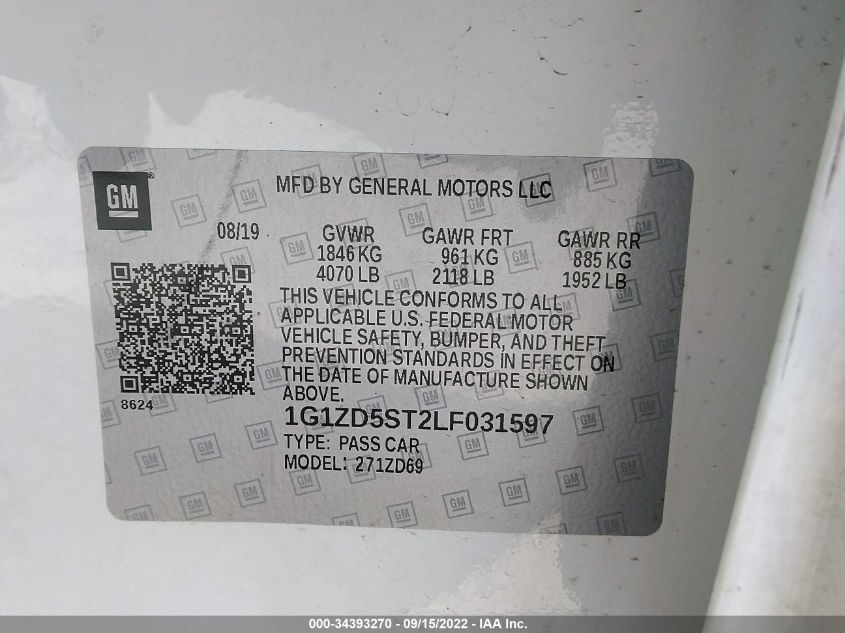 GM
MFD BY GENERAL MOTORS LLC
08/19 GVWR GAWR FRT GAWR RR
1846 KG 961 KG 885 KG
4070 LB 2118 LB 1952 LB
THIS VEHICLE CONFORMS TO ALL
APPLICABLE U.S. FEDERAL MOTOR
VEHICLE SAFETY, BUMPER, AND THEFT
PREVENTION STANDARDS IN EFFECT ON
THE DATE OF MANUFACTURE SHOWN
ABOVE.
8624
1G1ZD5ST2LF031597
TYPE: PASS CAR
MODEL: 271ZD69
000-34393270 - 09/15/2022 - IAA Inc.